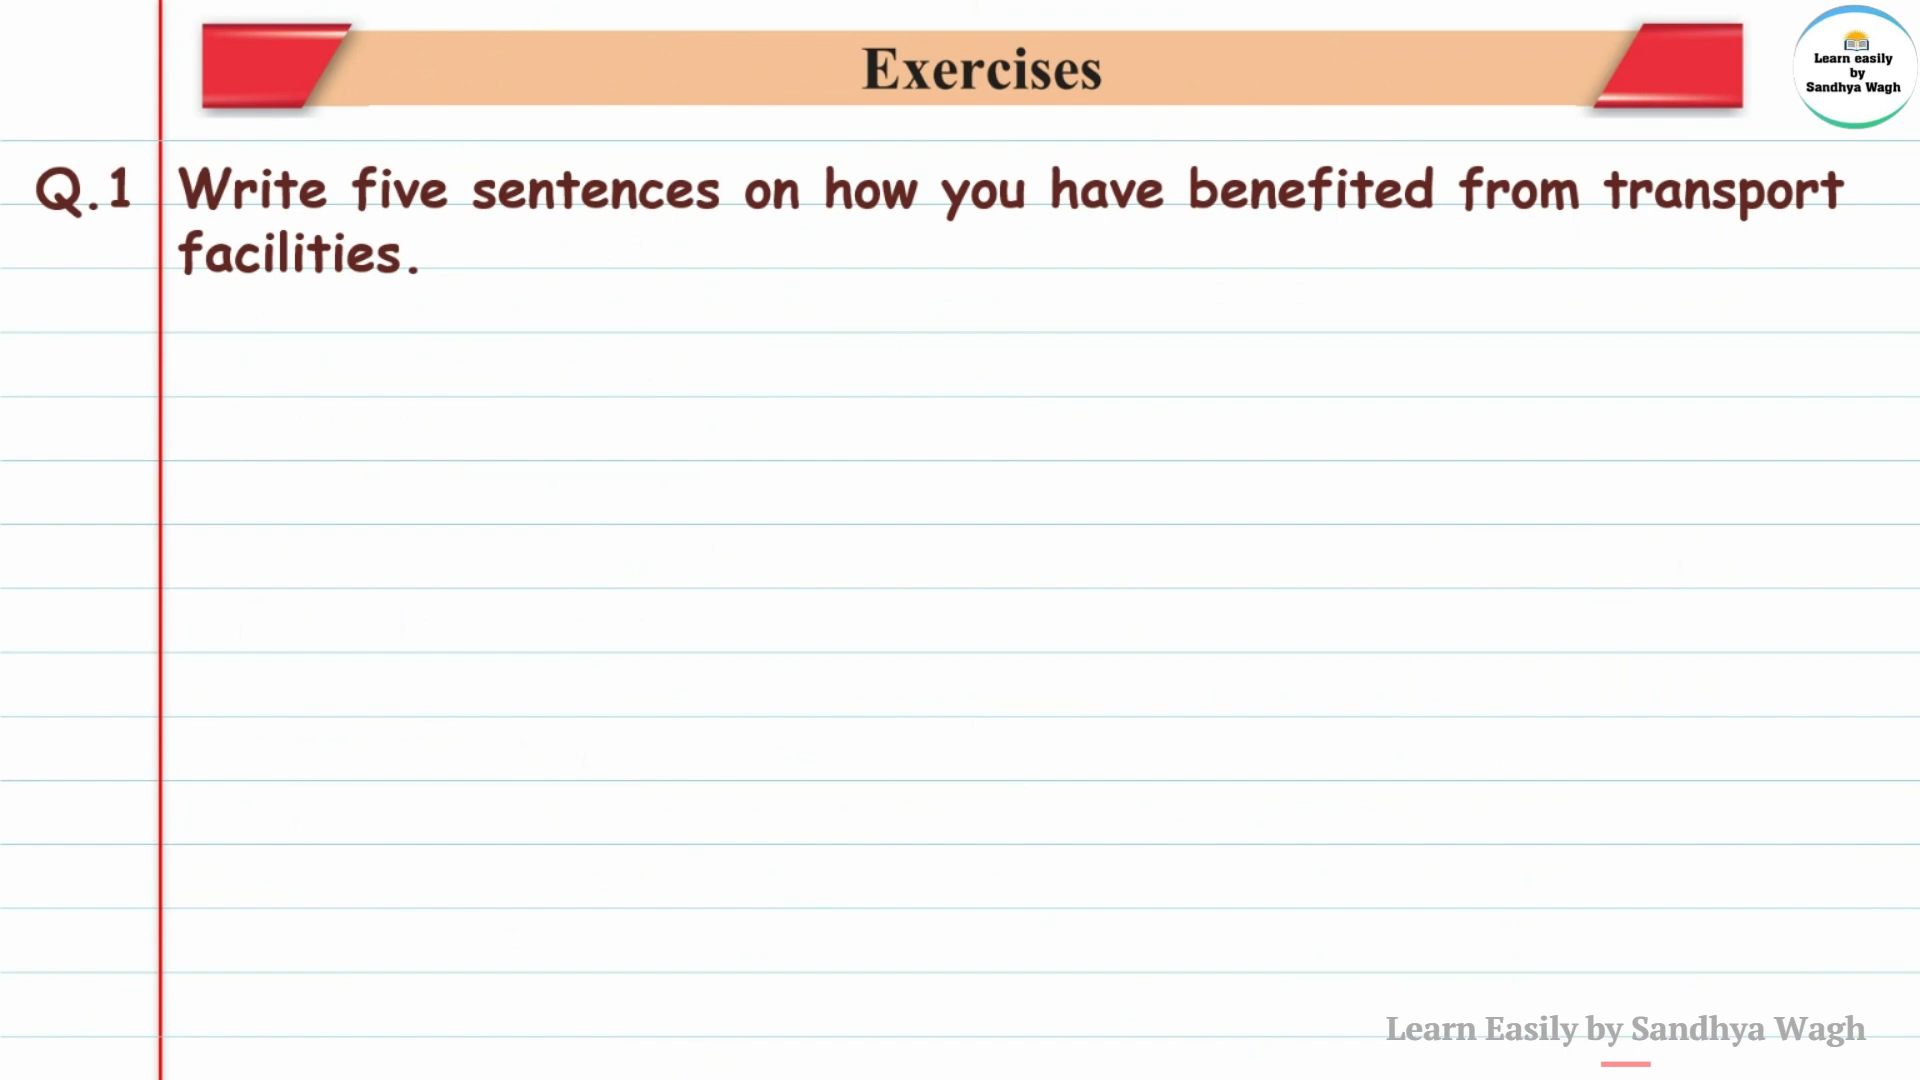 Exercises
Learn easily
by
Sandhya Wagh
Q.1 Write five sentences on how you have benefited from transport
facilities.
Learn Easily by Sandhya Wagh